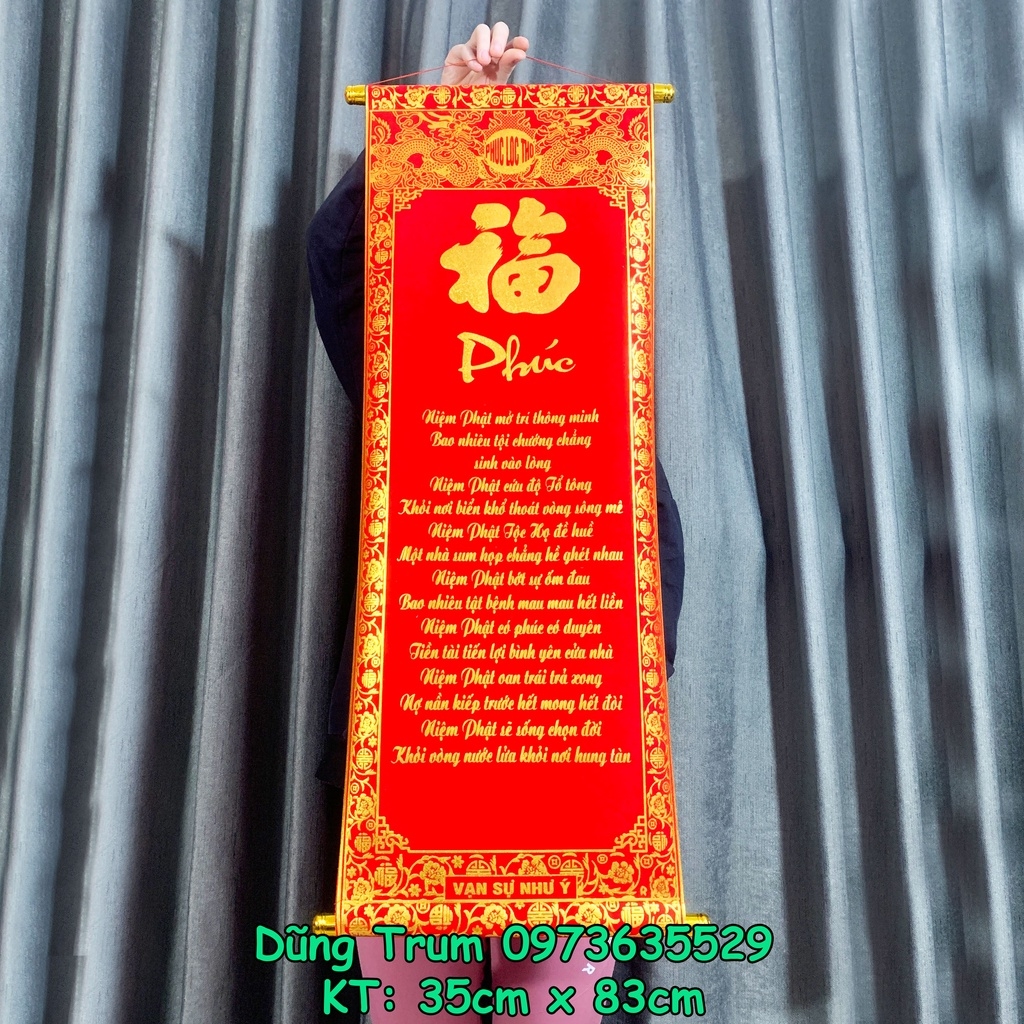 PHÚC LỘC THỌ
福
Phúc
Niệm Phật mở trí thông minh
Bao nhiêu tội chướng chẳng
sinh vào lòng
Niệm Phật cứu độ Tổ tông
Khỏi nơi biển khổ thoát vòng sông mê
Niệm Phật Tộc Họ đề huề
Một nhà sum họp chẳng hề ghét nhau
Niệm Phật bớt sự ốm đau
Bao nhiêu tật bệnh mau mau hết liền
Niệm Phật có phúc có duyên
Tiền tài tiến lợi bình yên cửa nhà
Niệm Phật oan trái trả xong
Nợ nần kiếp trước hết mong hết đòi
Niệm Phật sẽ sống chọn đời
Khỏi vòng nước lửa khỏi nơi hung tàn
VẠN SỰ NHƯ Ý
Dũng Trum 0973635529
KT: 35cm x 83cm